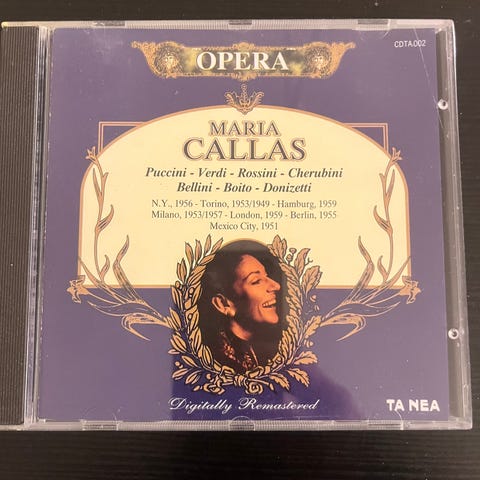 OPERA
CDTA.002
MARIA
CALLAS
Puccini - Verdi - Rossini - Cherubini
Bellini - Boito - Donizetti
N.Y., 1956 - Torino, 1953/1949 - Hamburg, 1959
Milano, 1953/1957 - London, 1959 - Berlin, 1955
Mexico City, 1951
Digitally Remastered
TA NEA